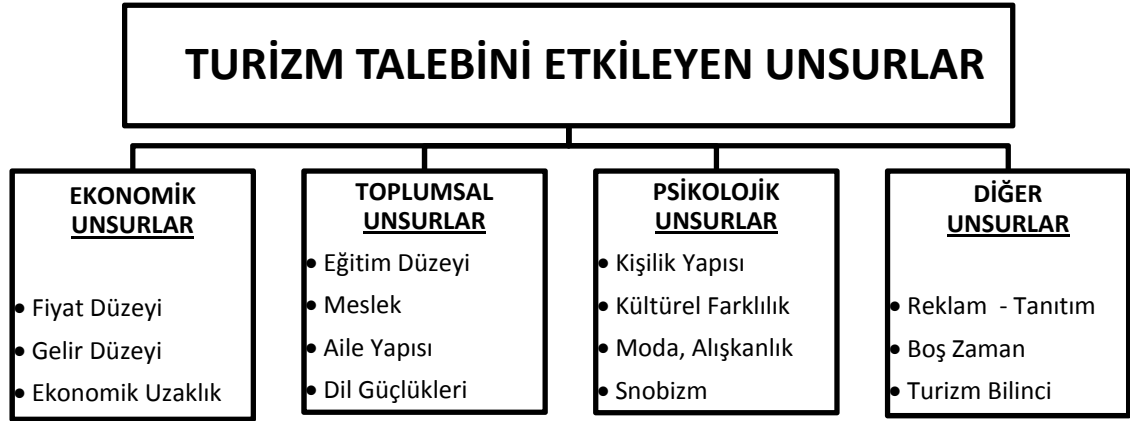 TURİZM TALEBİNİ ETKİLEYEN UNSURLAR
EKONOMİK
UNSURLAR
• Fiyat Düzeyi
• Gelir Düzeyi
• Ekonomik Uzaklık
TOPLUMSAL
UNSURLAR
• Eğitim Düzeyi
• Meslek
• Aile Yapısı
• Dil Güçlükleri
PSİKOLOJİK
UNSURLAR
• Kişilik Yapısı
• Kültürel Farklılık
• Moda, Alışkanlık
• Snobizm
DİĞER
UNSURLAR
• Reklam - Tanıtım
• Boş Zaman
• Turizm Bilinci